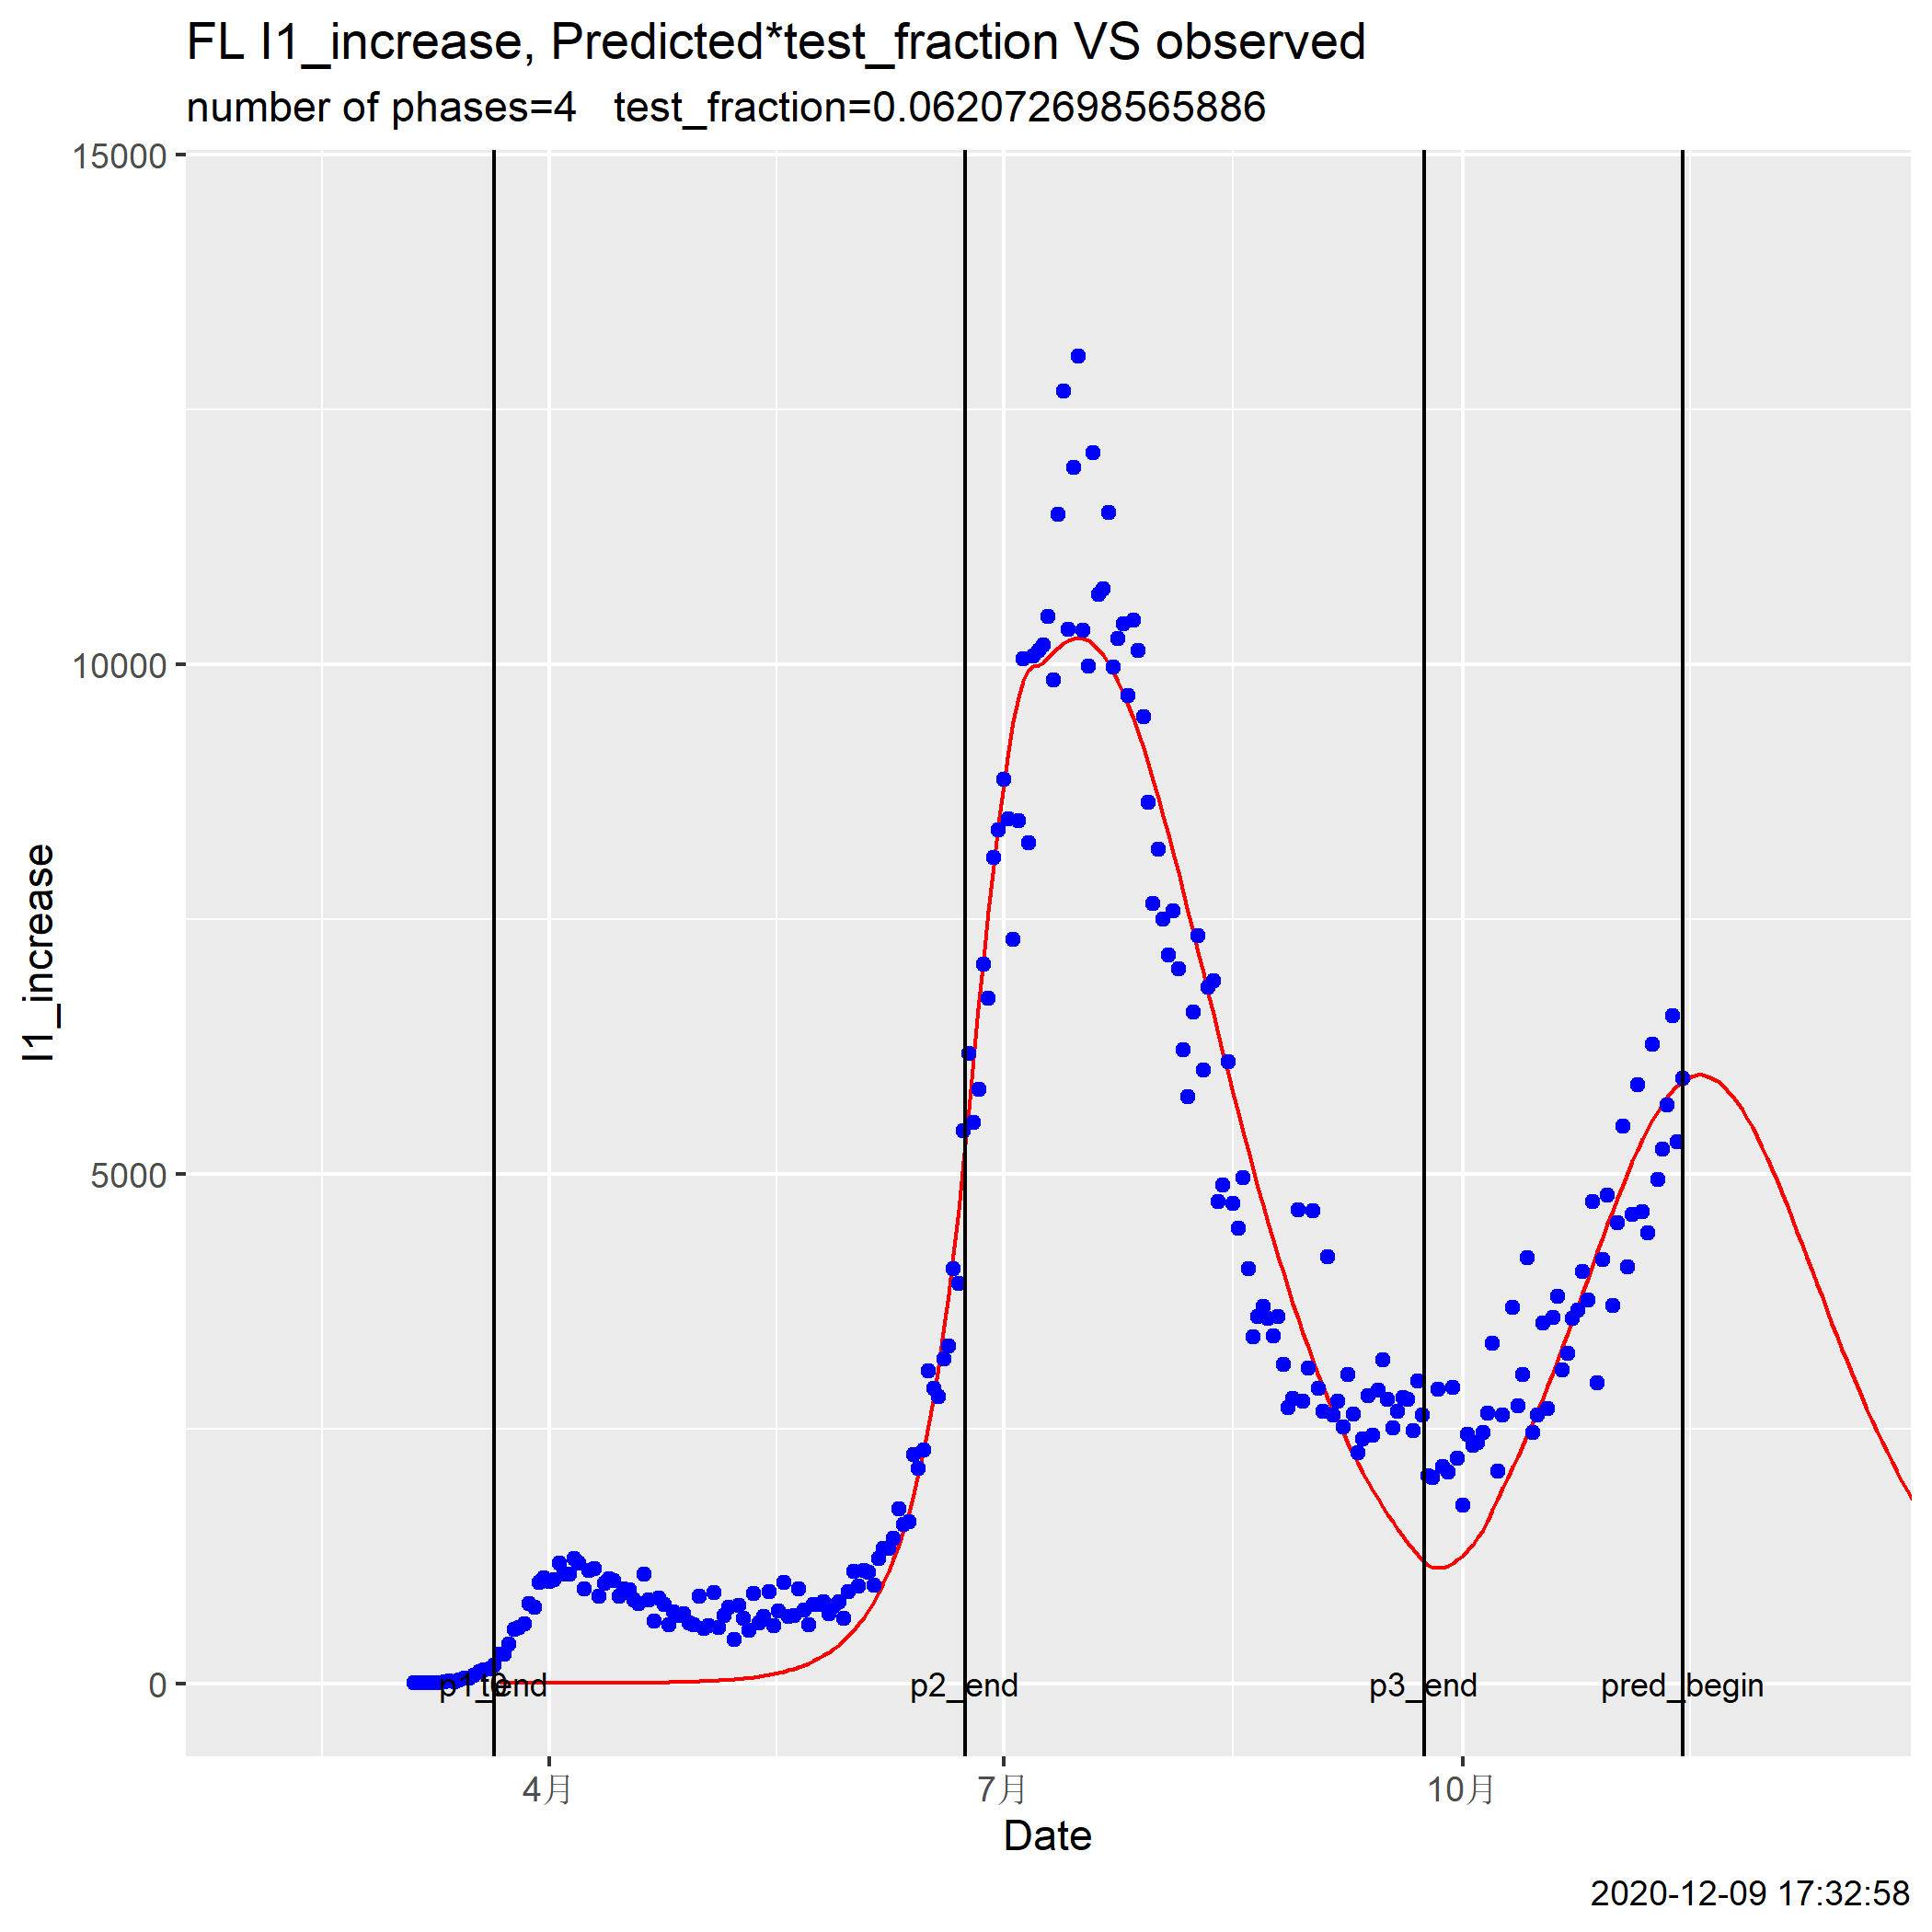 FL I1_increase, Predicted*test_fraction VS observed
number of phases=4   test_fraction=0.062072698565886
15000
10000
5000
0
I1_increase
p1_end
t0
p2_end
p3_end
pred_begin
4月
7月
10月
Date
2020-12-09 17:32:58